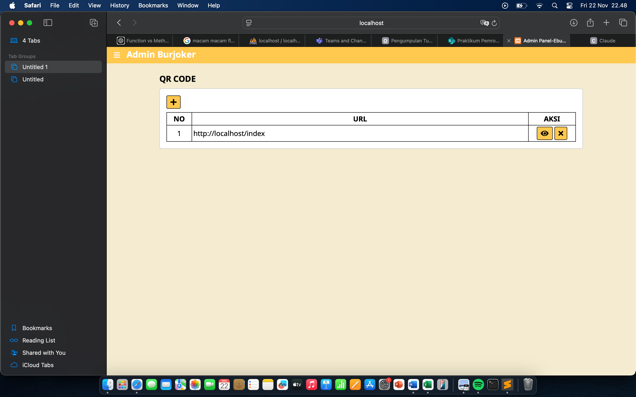 Safari File Edit View History Bookmarks Window Help Fri 22 Nov 22.48
localhost
4 Tabs
Function vs Meth...
macam macam fl...
localhost / localh...
Teams and Chan...
Pengumpulan Tu...
Praktikum Pemro...
Admin Panel-Ebu...
Claude
Tab Groups
Untitled 1
Untitled
Admin Burjoker
QR CODE
NO URL AKSI
1 http://localhost/index
Bookmarks
Reading List
Shared with You
iCloud Tabs